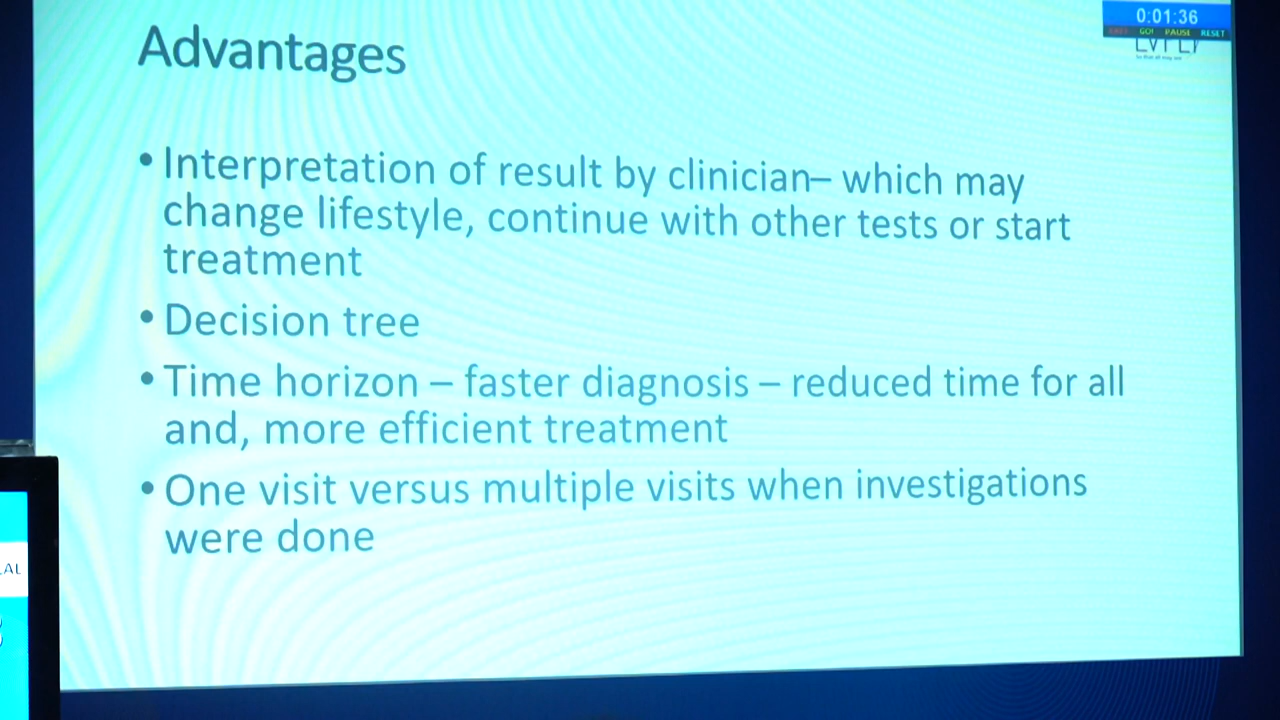 Advantages
0:01:36
GO! PAUSE RESET
• Interpretation of result by clinician– which may
change lifestyle, continue with other tests or start
treatment
• Decision tree
• Time horizon – faster diagnosis – reduced time for all
and, more efficient treatment
• One visit versus multiple visits when investigations
were done